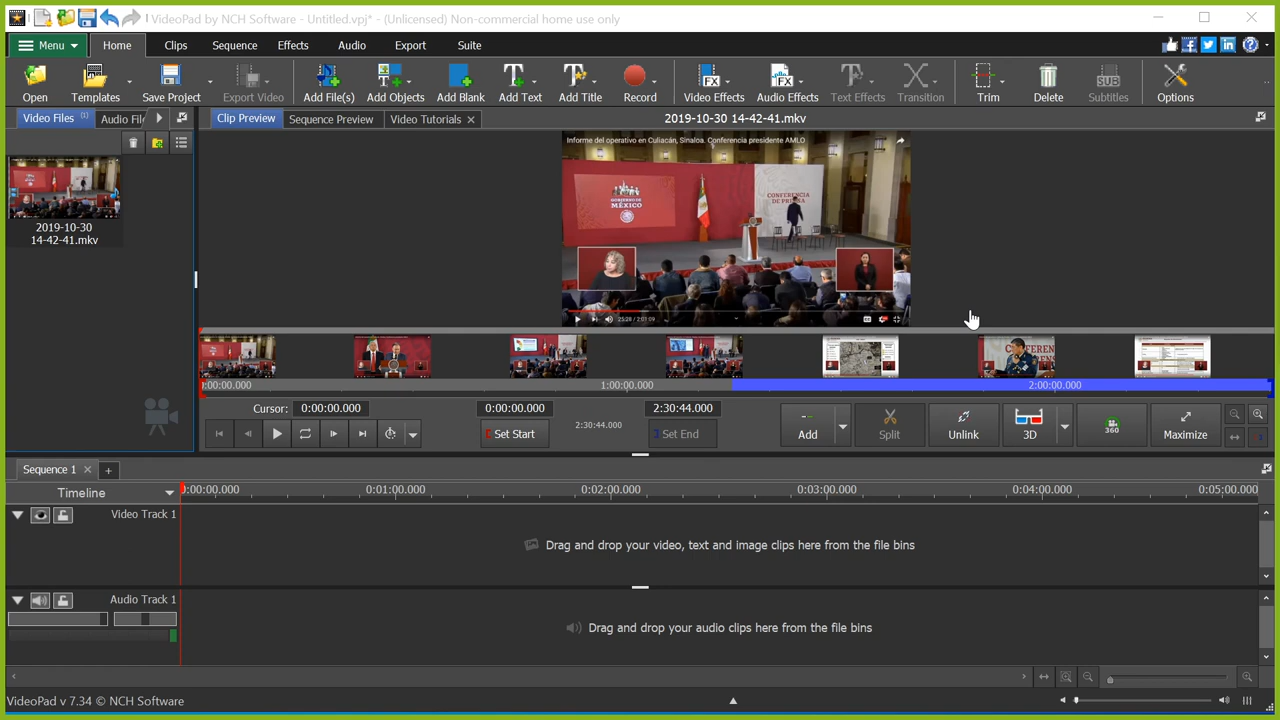 VideoPad by NCH Software - Untitled.vpj* - (Unlicensed) Non-commercial home use only
Menu Home Clips Sequence Effects Audio Export Suite
Open Templates Save Project Export Video Add File(s) Add Objects Add Blank Add Text Add Title Record Video Effects Audio Effects Text Effects Transition Trim Delete Subtitles Options
Video Files (1) Audio File Clip Preview Sequence Preview Video Tutorials 2019-10-30 14-42-41.mkv
Informe del operativo en Culiacán, Sinaloa. Conferencia presidente AMLO
GOBIERNO DE
MÉXICO
CONFERENCIA
DE PRENSA
2019-10-30
14-42-41.mkv
25:28 / 2:01:09
0:00:00.000 1:00:00.000 2:00:00.000
Cursor: 0:00:00.000 0:00:00.000 2:30:44.000
Set Start 2:30:44.000 Set End
Add Split Unlink 3D 360 Maximize
Sequence 1
Timeline 0:00:00.000 0:01:00.000 0:02:00.000 0:03:00.000 0:04:00.000 0:05:00.000
Video Track 1
Drag and drop your video, text and image clips here from the file bins
Audio Track 1
Drag and drop your audio clips here from the file bins
VideoPad v 7.34 © NCH Software